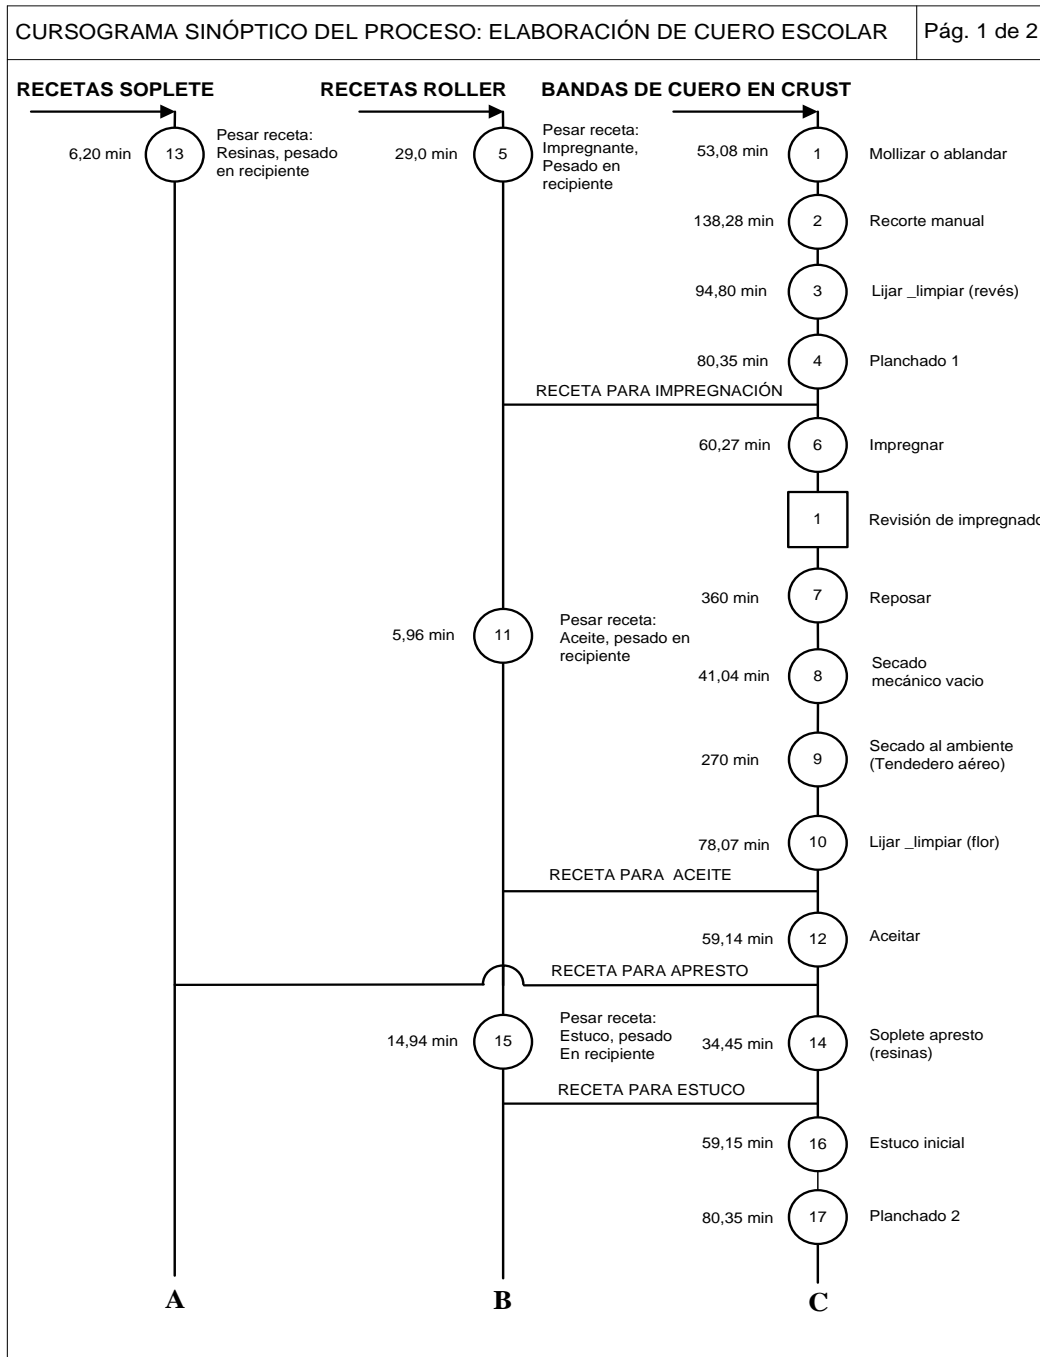 CURSOGRAMA SINÓPTICO DEL PROCESO: ELABORACIÓN DE CUERO ESCOLAR
Pág. 1 de 2
RECETAS SOPLETE
RECETAS ROLLER
BANDAS DE CUERO EN CRUST
6,20 min
13
Pesar receta:
Resinas, pesado
en recipiente
29,0 min
5
Pesar receta:
Impregnante,
Pesado en
recipiente
53,08 min
1
Mollizar o ablandar
138,28 min
2
Recorte manual
94,80 min
3
Lijar _limpiar (revés)
80,35 min
4
Planchado 1
RECETA PARA IMPREGNACIÓN
60,27 min
6
Impregnar
1
Revisión de impregnado
360 min
7
Reposar
5,96 min
11
Pesar receta:
Aceite, pesado en
recipiente
41,04 min
8
Secado
mecánico vacio
270 min
9
Secado al ambiente
(Tendedero aéreo)
78,07 min
10
Lijar _limpiar (flor)
RECETA PARA ACEITE
59,14 min
12
Aceitar
RECETA PARA APRESTO
14,94 min
15
Pesar receta:
Estuco, pesado
En recipiente
34,45 min
14
Soplete apresto
(resinas)
RECETA PARA ESTUCO
59,15 min
16
Estuco inicial
80,35 min
17
Planchado 2
A
B
C